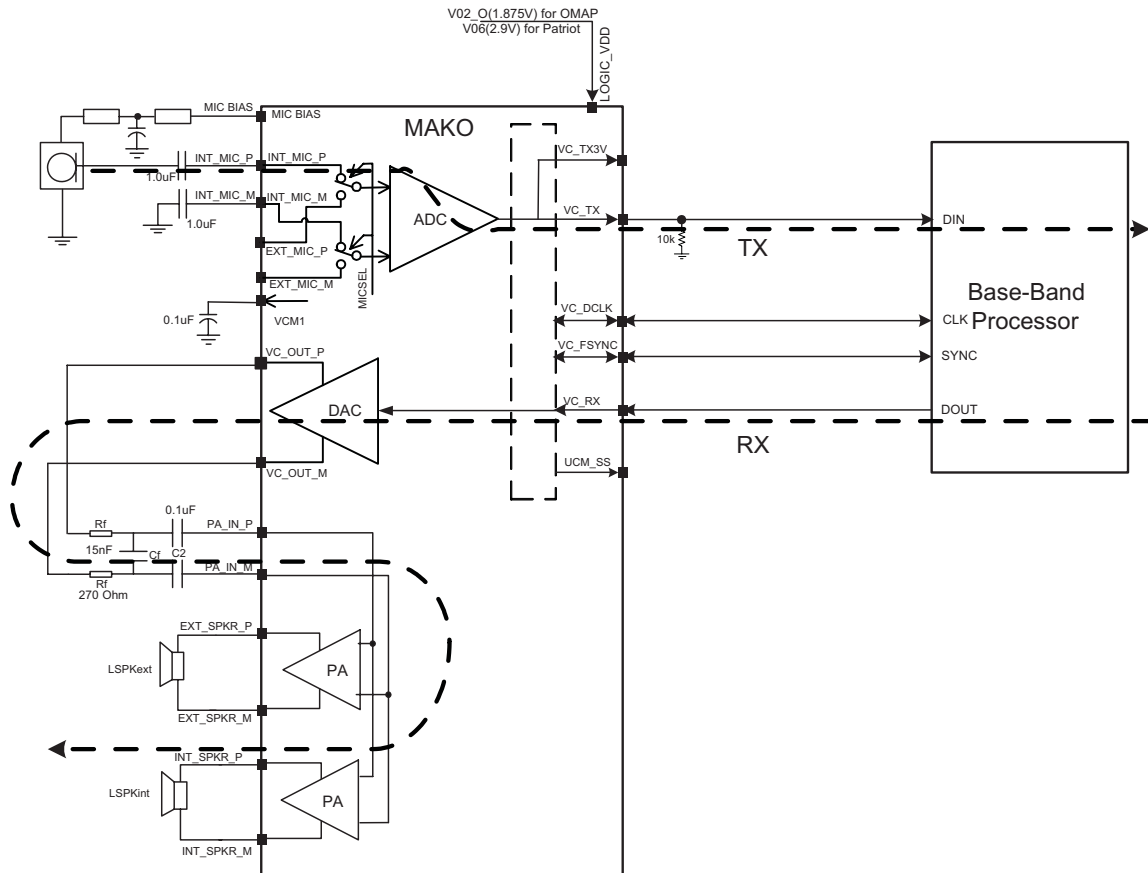 V02_O(1.875V) for OMAP
V06(2.9V) for Patriot
LOGIC_VDD
MIC BIAS
MIC BIAS
MAKO
INT_MIC_P
INT_MIC_P
VC_TX3V
1.0uF
INT_MIC_M
INT_MIC_M
ADC
VC_TX
DIN
1.0uF
10k
TX
EXT_MIC_P
EXT_MIC_M
MICSEL
Base-Band
Processor
0.1uF
VCM1
VC_DCLK
CLK
VC_FSYNC
SYNC
VC_OUT_P
DAC
VC_RX
DOUT
RX
VC_OUT_M
UCM_SS
0.1uF
Rf
PA_IN_P
15nF
Cf
C2
PA_IN_M
Rf
270 Ohm
EXT_SPKR_P
LSPKext
PA
EXT_SPKR_M
INT_SPKR_P
LSPKint
PA
INT_SPKR_M